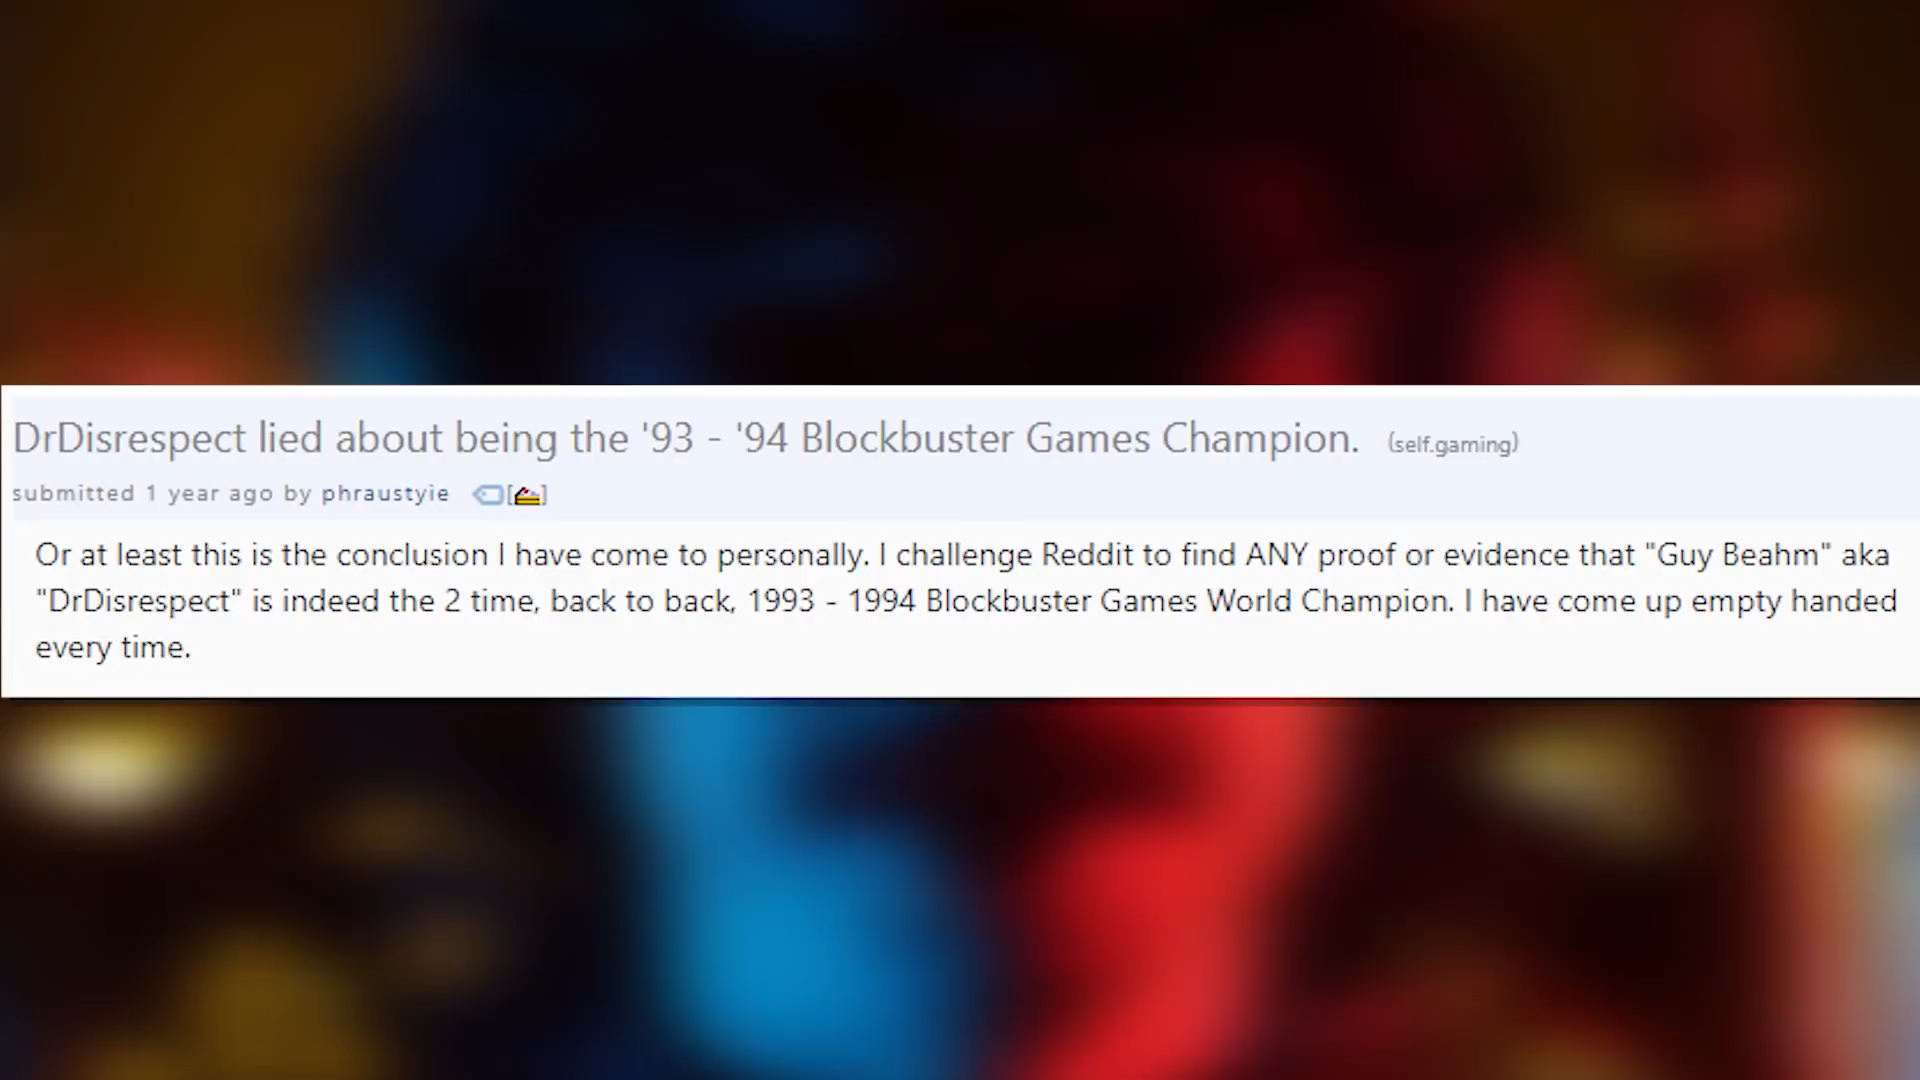 DrDisrespect lied about being the '93 - '94 Blockbuster Games Champion. (self.gaming)
submitted 1 year ago by phraustyie []
Or at least this is the conclusion I have come to personally. I challenge Reddit to find ANY proof or evidence that "Guy Beahm" aka
"DrDisrespect" is indeed the 2 time, back to back, 1993 - 1994 Blockbuster Games World Champion. I have come up empty handed
every time.